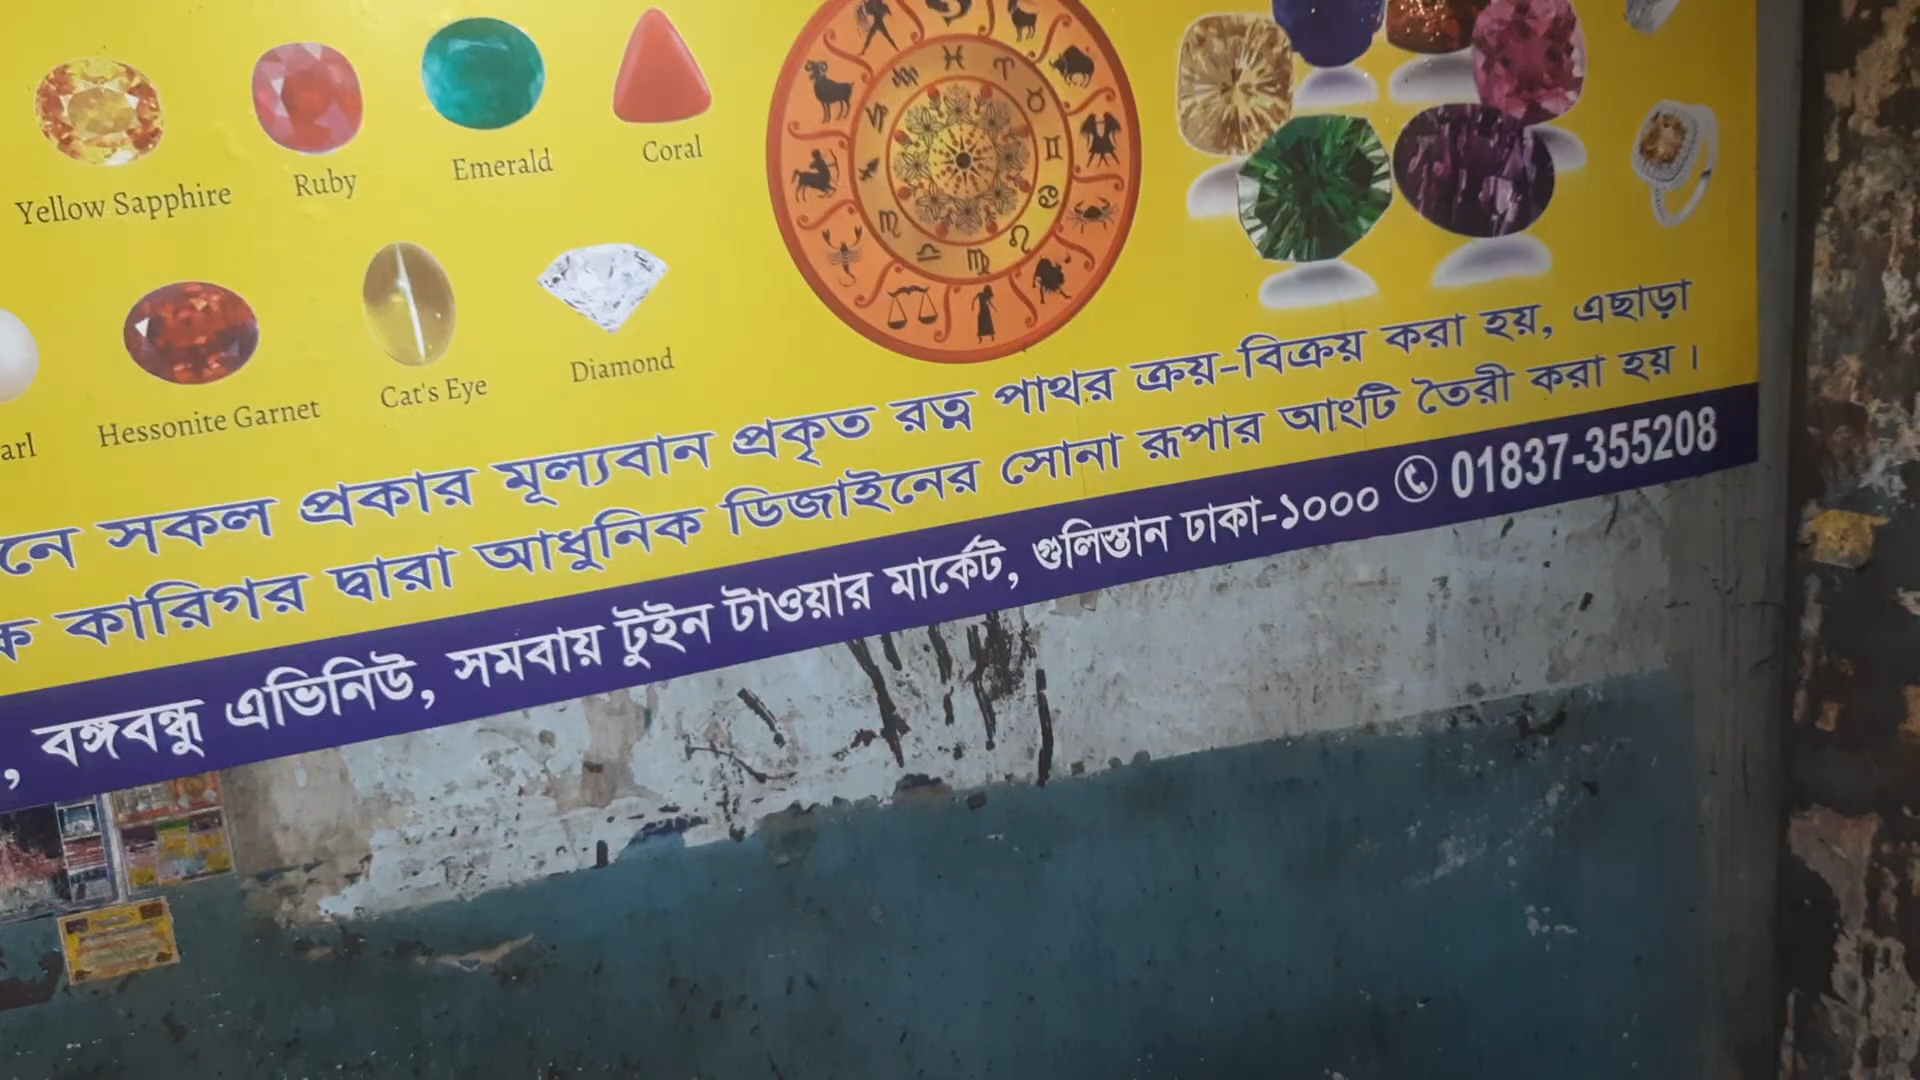 Yellow Sapphire
Ruby
Emerald
Coral
Hessonite Garnet
Cat's Eye
Diamond
সকল প্রকার মূল্যবান প্রকৃত রত্ন পাথর ক্রয়-বিক্রয় করা হয়, এছাড়া
কারিগর দ্বারা আধুনিক ডিজাইনের সোনা রূপার আংটি তৈরী করা হয়।
, বঙ্গবন্ধু এভিনিউ, সমবায় টুইন টাওয়ার মার্কেট, গুলিস্তান ঢাকা-১০০০ 01837-355208